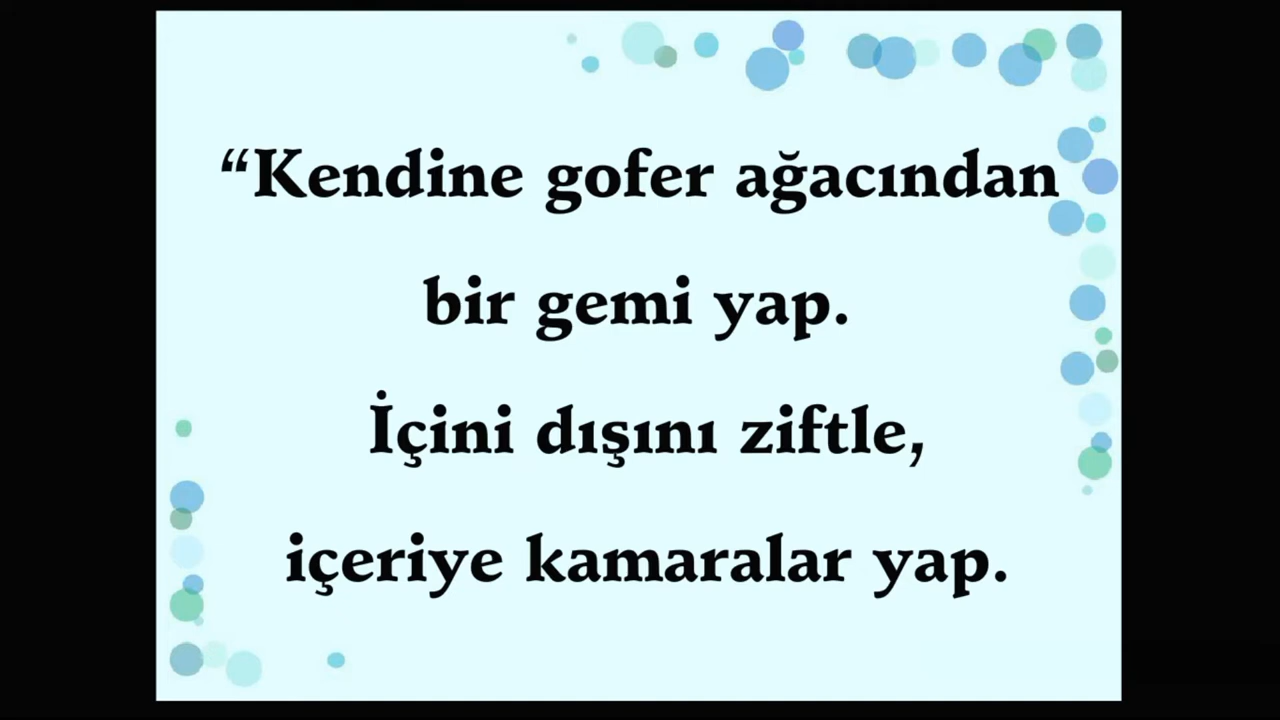 “Kendine gofer ağacından
bir gemi yap.
İçini dışını ziftle,
içeriye kamaralar yap.